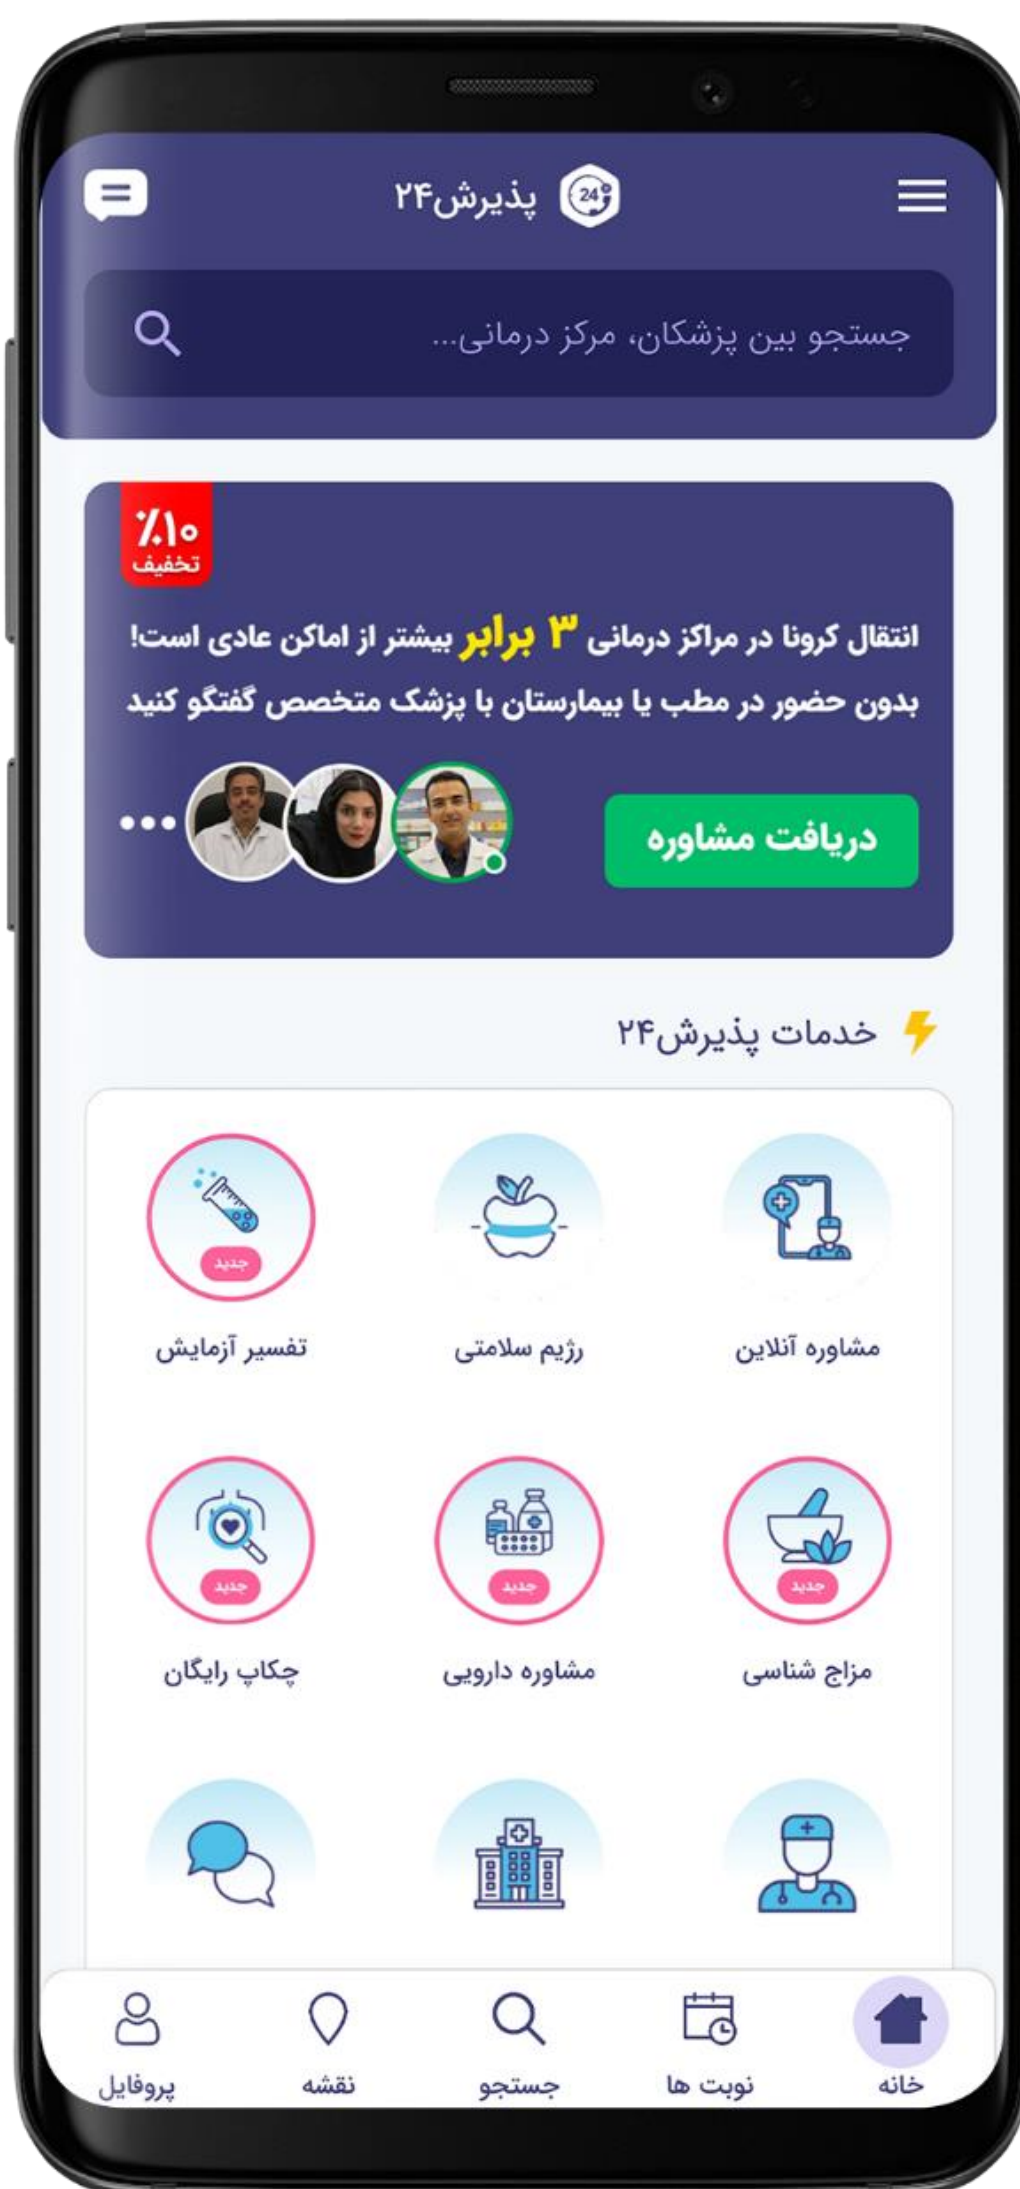 پذیرش۲۴
24
جستجو بین پزشکان، مرکز درمانی...
٪۱۰
تخفیف
انتقال کرونا در مراکز درمانی ۳ برابر بیشتر از اماکن عادی است!
بدون حضور در مطب یا بیمارستان با پزشک متخصص گفتگو کنید
دریافت مشاوره
خدمات پذیرش۲۴
جدید
مشاوره آنلاین
رژیم سلامتی
تفسیر آزمایش
جدید
جدید
جدید
مزاج شناسی
مشاوره دارویی
چکاپ رایگان
خانه
نوبت ها
جستجو
نقشه
پروفایل